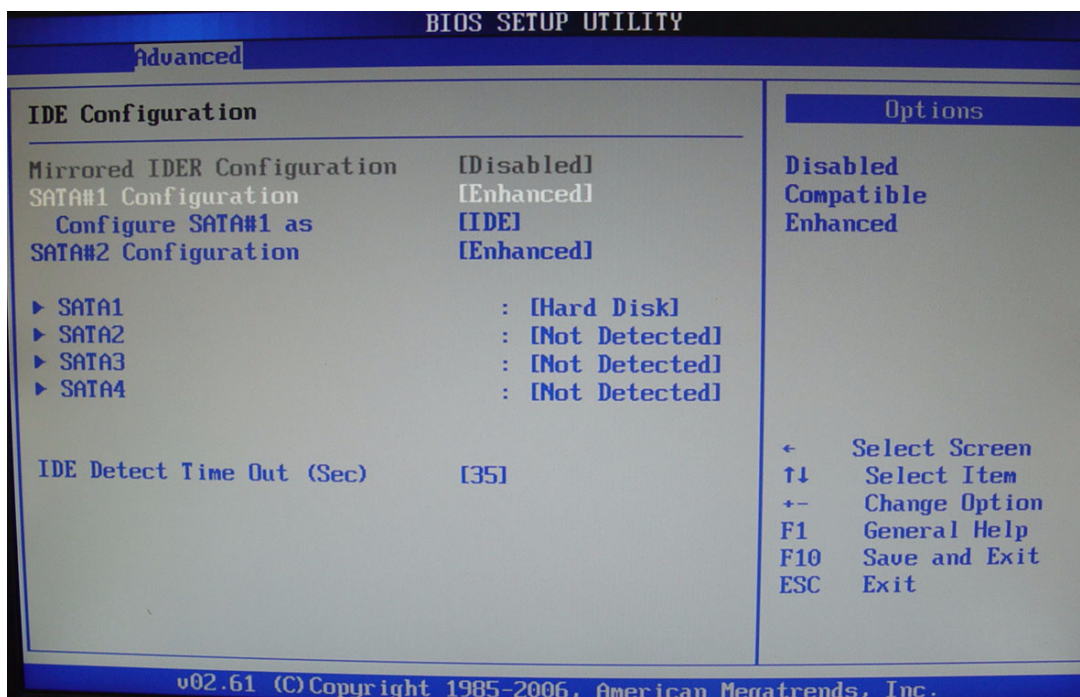 BIOS SETUP UTILITY
Advanced
IDE Configuration
Mirrored IDER Configuration [Disabled]
SATA#1 Configuration [Enhanced]
Configure SATA#1 as [IDE]
SATA#2 Configuration [Enhanced]
SATA1 : [Hard Disk]
SATA2 : [Not Detected]
SATA3 : [Not Detected]
SATA4 : [Not Detected]
IDE Detect Time Out (Sec) [35]
Options
Disabled
Compatible
Enhanced
← Select Screen
↑↓ Select Item
+- Change Option
F1 General Help
F10 Save and Exit
ESC Exit
v02.61 (C)Copyright 1985-2006, American Megatrends, Inc.